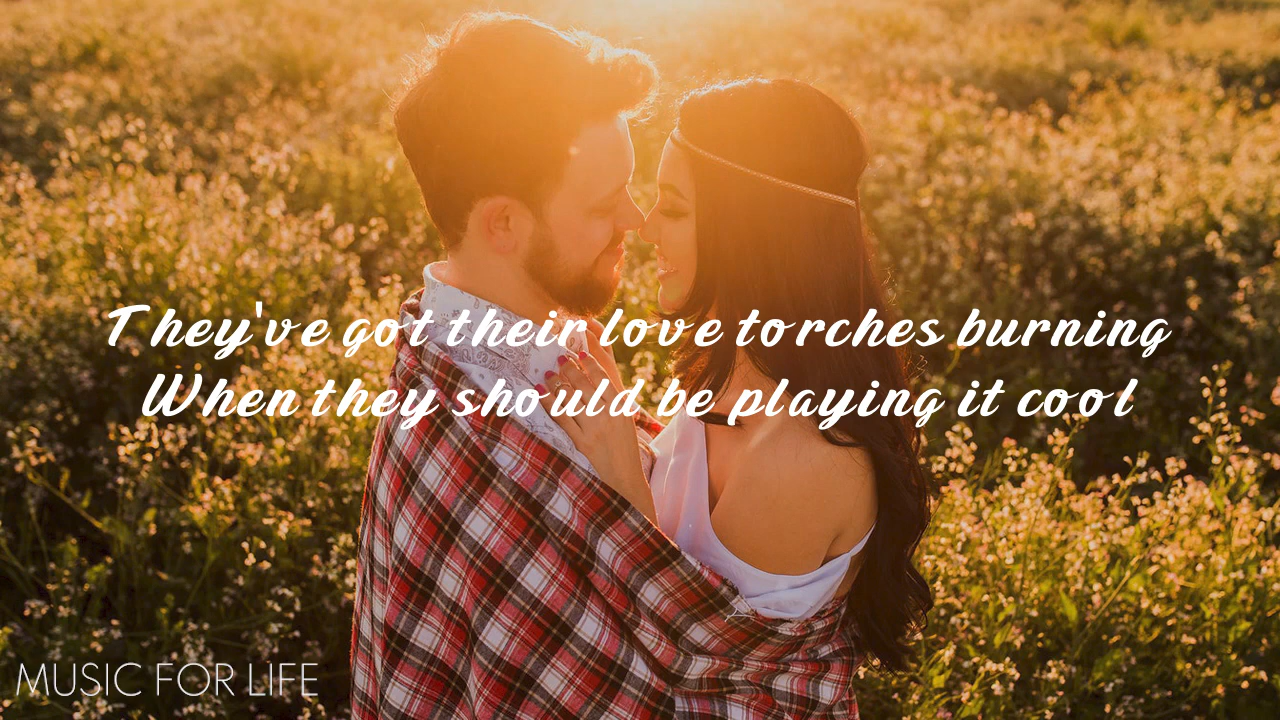 They've got their love torches burning
When they should be playing it cool
MUSIC FOR LIFE